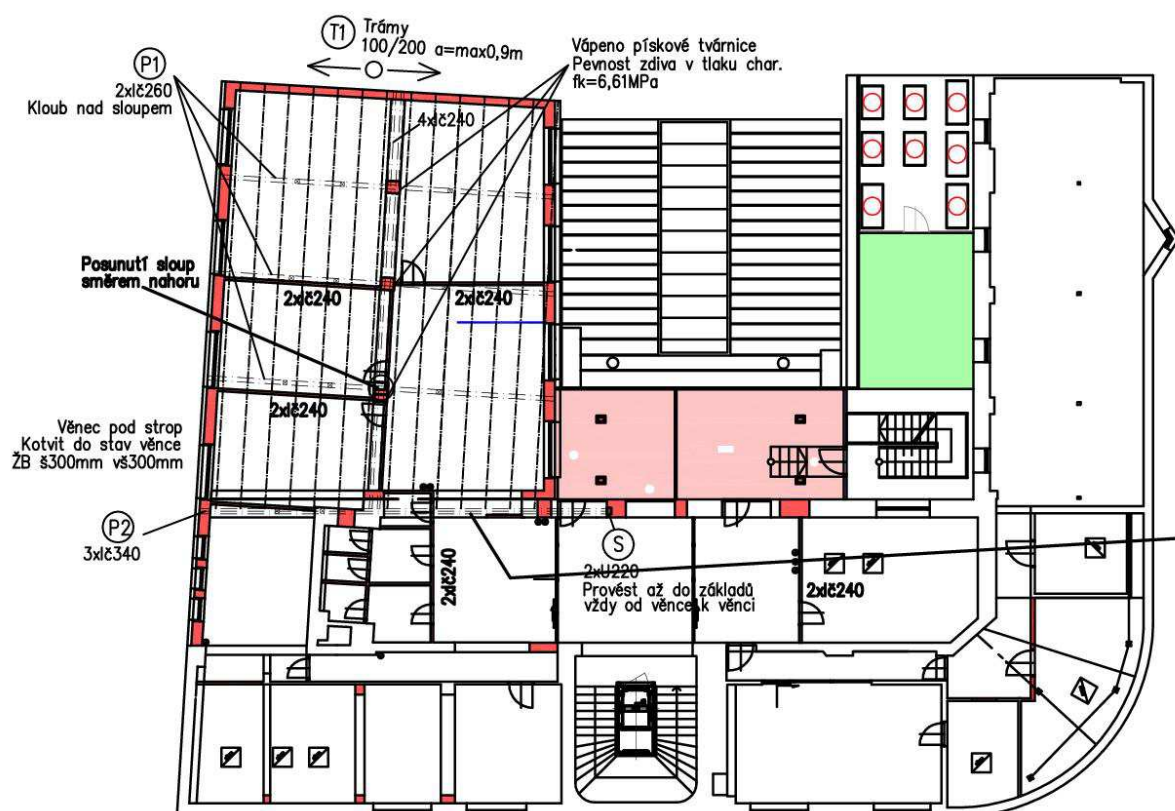 T1
Trámy
100/200 a=max0,9m
P1
2xIč260
Kloub nad sloupem
Vápeno pískové tvárnice
Pevnost zdiva v tlaku char.
fk=6,61MPa
4xIč240
Posunutí sloup
směrem nahoru
2xIč240
2xIč240
2xIč240
Věnec pod strop
Kotvit do stav věnce
ŽB š300mm vš300mm
P2
3xIč340
S
2xU220
Provést až do základů
vždy od věnce k věnci
2xIč240
2xIč240